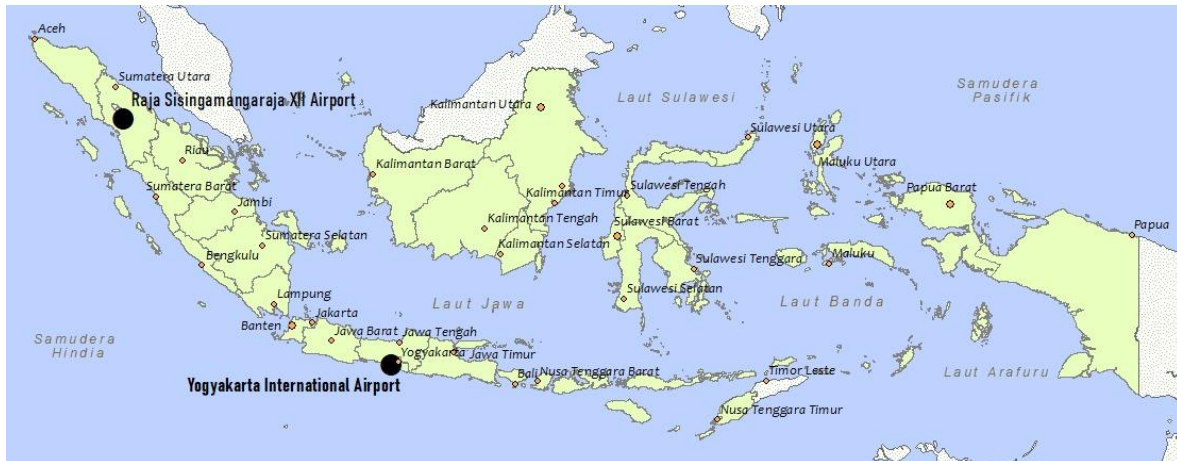 Aceh
Sumatera Utara
Raja Sisingamangaraja XII Airport
Kalimantan Utara
Laut Sulawesi
Samudera
Pasifik
Sulawesi Utara
Riau
Kalimantan Barat
Maluku Utara
Sumatera Barat
Kalimantan Timur
Sulawesi Tengah
Papua Barat
Jambi
Kalimantan Tengah
Sulawesi Barat
Papua
Sumatera Selatan
Kalimantan Selatan
Bengkulu
Sulawesi Tenggara
Maluku
Lampung
Laut Jawa
Sulawesi Selatan
Laut Banda
Jakarta
Banten
Samudera
Hindia
Jawa Barat
Jawa Tengah
Yogyakarta
Jawa Timur
Laut Arafuru
Yogyakarta International Airport
Bali
Nusa Tenggara Barat
Timor Leste
Nusa Tenggara Timur